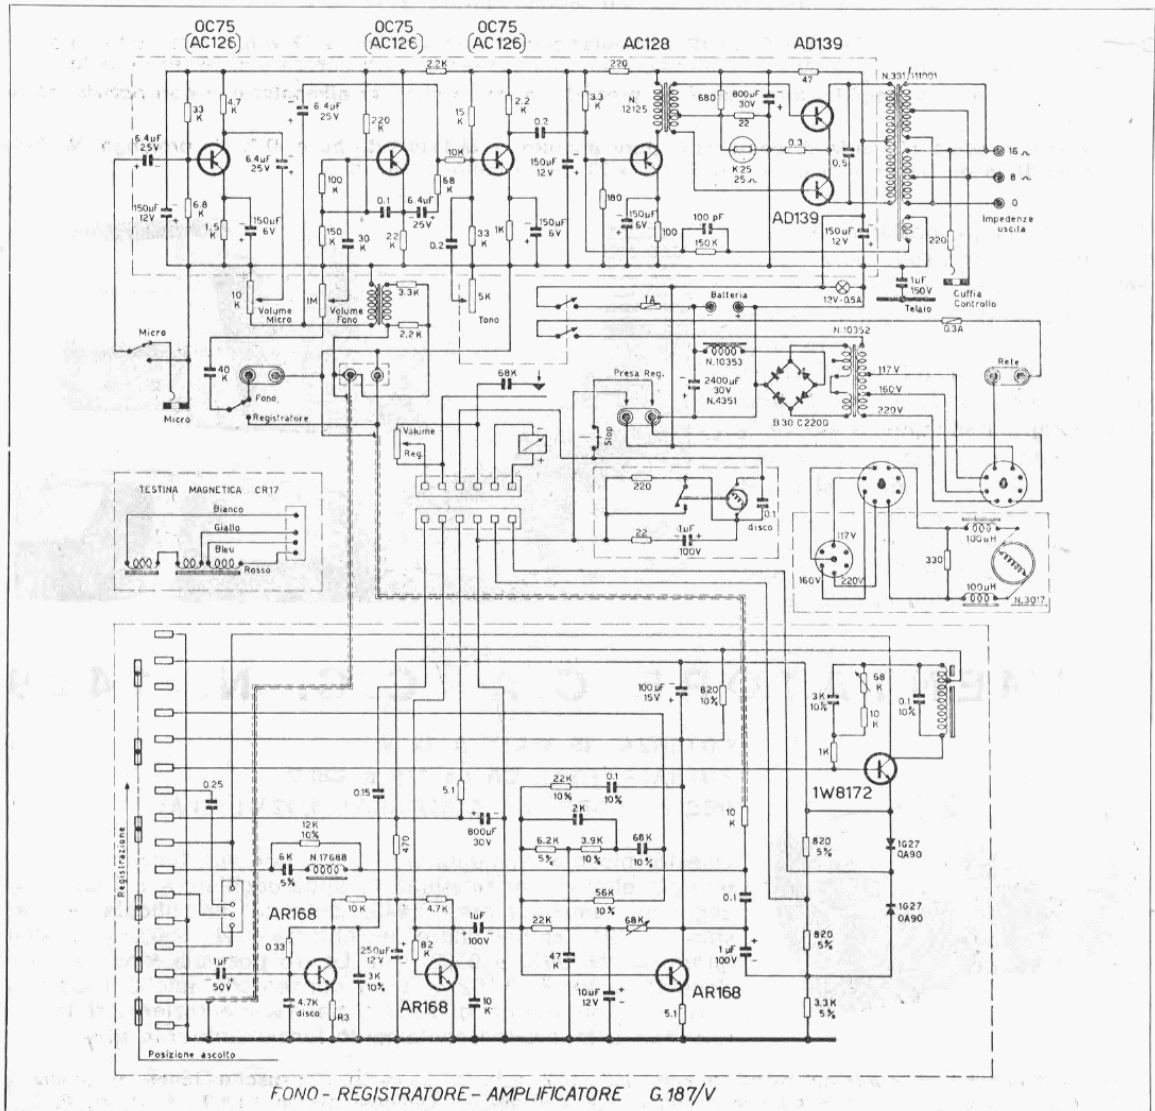 OC75
(AC126)
OC75
(AC126)
OC75
(AC126)
AC128
AD139
2.2K
220
47
N.331/111001
33 K
4.7 K
6.4µF 25V
220 K
15 K
2.2 K
3.3 K
N. 12125
680
800µF 30V
22
0.2
6.4µF 25V
6.4µF 25V
10K
150µF 12V
K25 25
0.3
0.5
16
8
0
Impedenze uscita
100 K
68 K
180
AD139
150µF 12V
6.8 K
1.5 K
150µF 6V
0.1
6.4µF 25V
100 pF
150 K
30 K
22 K
0.2
33 K
1K
150µF 6V
150µF 6V
100
150µF 12V
220
150 K
10 K
Volume Micro
1M
Volume Fono
3.3K
2.2K
5K
Tono
1A
Batteria
12V-0.5A
1µF 150V
Telaio
Cuffia Controllo
0.3A
Micro
40 K
Fono
Registratore
Micro
68K
Presa Reg.
N.10353
2400µF 30V N.4351
B30 C2200
N.10352
117V
160V
220V
Rete
Volume Reg.
Stop
TESTINA MAGNETICA CR17
Bianco
Giallo
Bleu
Rosso
220
22
1µF 100V
0.1 disco
117V
160V
220V
100µH
330
100µH
N.3017
100µF 15V
820 10%
3K 10%
68 K
10 K
0.1 10%
1K
1W8172
0.25
0.15
5.1
22K 10%
0.1 10%
2K
10 K
Registrazione
12K 10%
6K 5%
N.17688
470
800µF 30V
6.2K 5%
3.9K 10%
68K 10%
820 5%
1G27 OA90
56K 10%
0.1
1G27 OA90
AR168
10K
4.7K
1µF 100V
22K
68K
820 5%
0.33
250µF 12V
82 K
47 K
1µF 100V
1µF 50V
3K 10%
AR168
10µF 12V
AR168
4.7K disco
R3
10 K
5.1
3.3K 5%
Posizione ascolto
FONO - REGISTRATORE - AMPLIFICATORE G.187/V